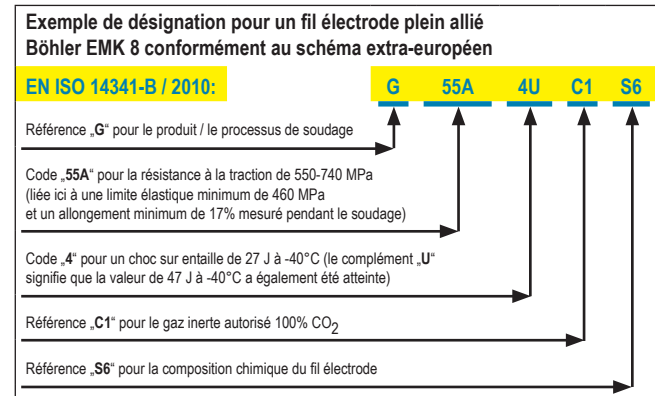 Exemple de désignation pour un fil électrode plein allié
Böhler EMK 8 conformément au schéma extra-européen
EN ISO 14341-B / 2010: G 55A 4U C1 S6
Référence „G“ pour le produit / le processus de soudage
Code „55A“ pour la résistance à la traction de 550-740 MPa
(liée ici à une limite élastique minimum de 460 MPa
et un allongement minimum de 17% mesuré pendant le soudage)
Code „4“ pour un choc sur entaille de 27 J à -40°C (le complément „U“
signifie que la valeur de 47 J à -40°C a également été atteinte)
Référence „C1“ pour le gaz inerte autorisé 100% CO2
Référence „S6“ pour la composition chimique du fil électrode